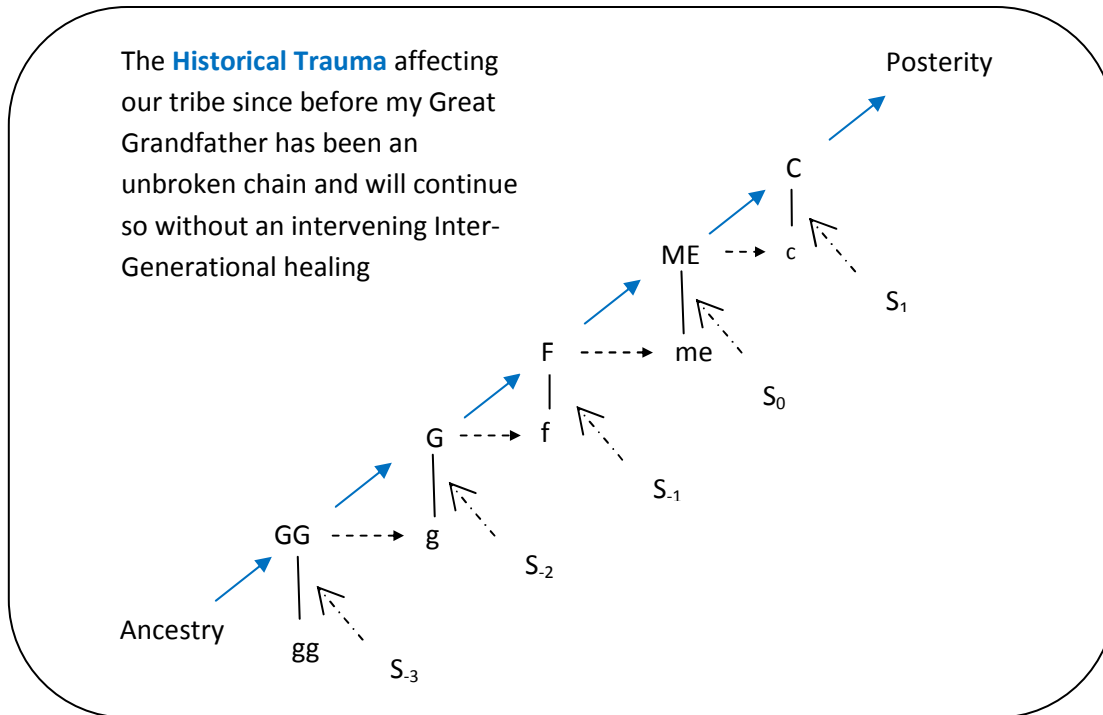 The Historical Trauma affecting
our tribe since before my Great
Grandfather has been an
unbroken chain and will continue
so without an intervening Inter-
Generational healing
Posterity
C
ME
c
S₁
F
me
S₀
G
f
S₋₁
GG
g
S₋₂
Ancestry
gg
S₋₃